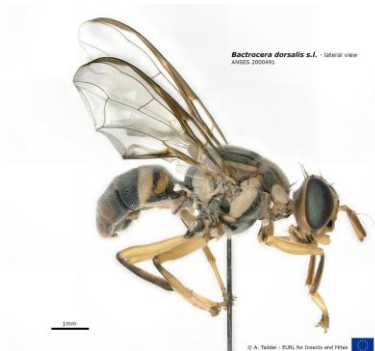 Bactrocera dorsalis s.l. - lateral view
ANSES 2000491
1mm
© A. Taddei - EURL for Insects and Mites